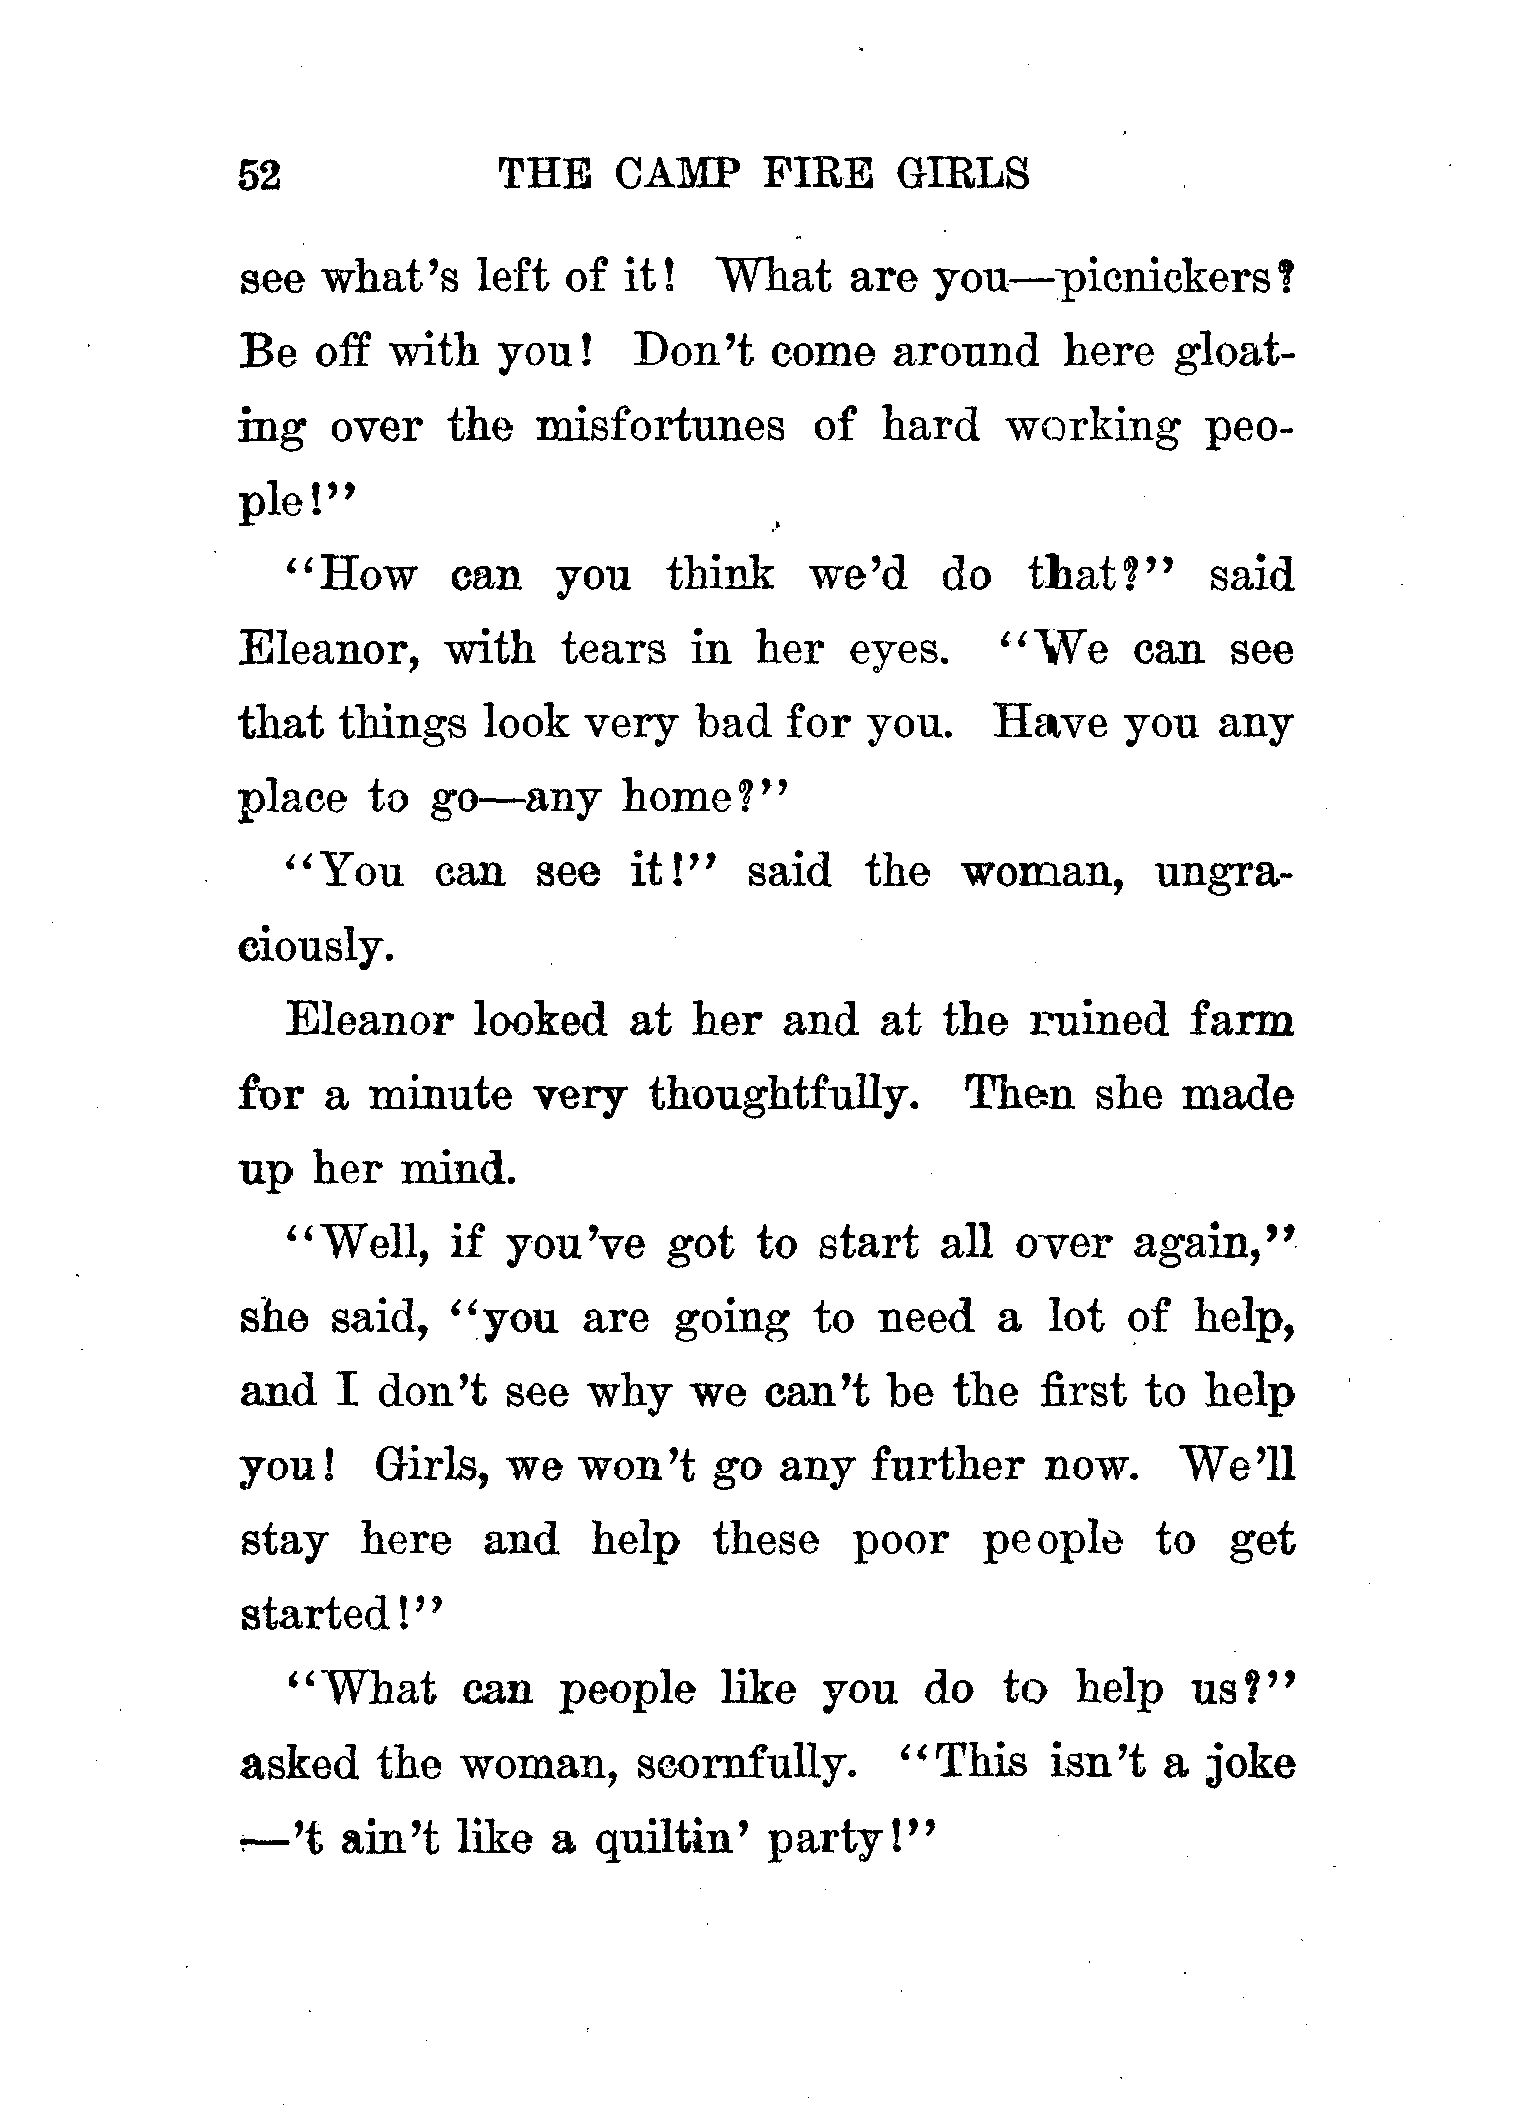 52 THE CAMP FIRE GIRLS
see what's left of it! What are you—picnickers?
Be off with you! Don't come around here gloat-
ing over the misfortunes of hard working peo-
ple!"
"How can you think we'd do that?" said
Eleanor, with tears in her eyes. "We can see
that things look very bad for you. Have you any
place to go—any home?"
"You can see it!" said the woman, ungra-
ciously.
Eleanor looked at her and at the ruined farm
for a minute very thoughtfully. Then she made
up her mind.
"Well, if you've got to start all over again,"
she said, "you are going to need a lot of help,
and I don't see why we can't be the first to help
you! Girls, we won't go any further now. We'll
stay here and help these poor people to get
started!"
"What can people like you do to help us?"
asked the woman, scornfully. "This isn't a joke
—'t ain't like a quiltin' party!"